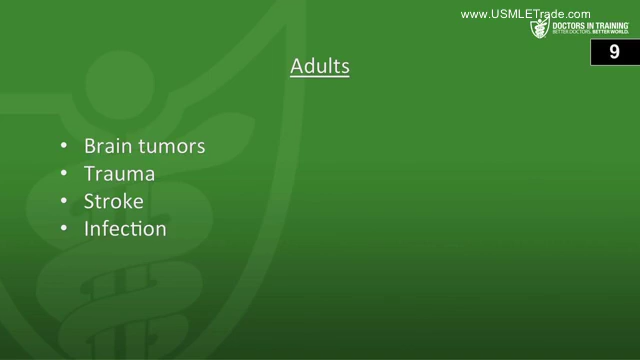 www.USMLETrade.com
DOCTORS IN TRAINING
BETTER DOCTORS. BETTER WORLD.
9
Adults
• Brain tumors
• Trauma
• Stroke
• Infection